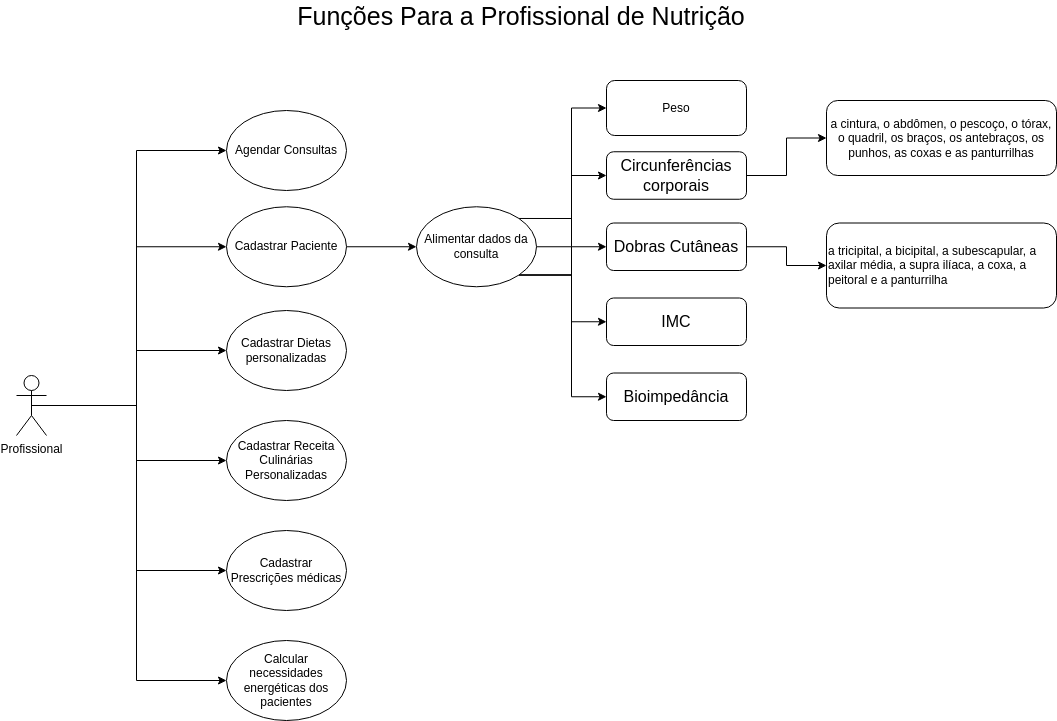 Funções Para a Profissional de Nutrição
Peso
a cintura, o abdômen, o pescoço, o tórax,
o quadril, os braços, os antebraços, os
punhos, as coxas e as panturrilhas
Agendar Consultas
Circunferências
corporais
Cadastrar Paciente
Alimentar dados da
consulta
Dobras Cutâneas
a tricipital, a bicipital, a subescapular, a
axilar média, a supra ilíaca, a coxa, a
peitoral e a panturrilha
IMC
Cadastrar Dietas
personalizadas
Bioimpedância
Profissional
Cadastrar Receita
Culinárias
Personalizadas
Cadastrar
Prescrições médicas
Calcular
necessidades
energéticas dos
pacientes